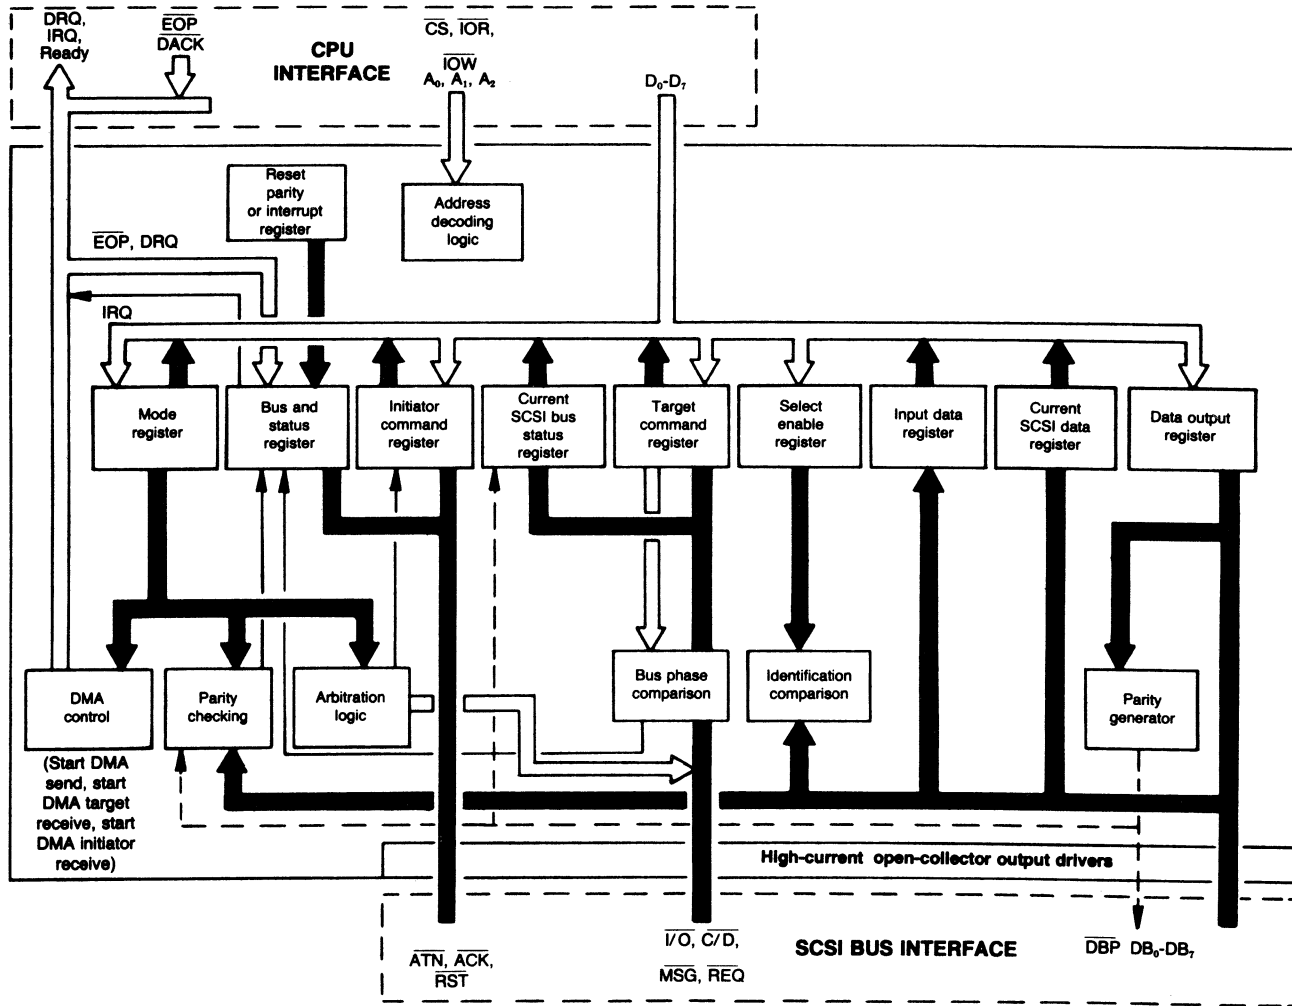 DRQ,
IRQ,
Ready
EOP
DACK
CPU
INTERFACE
CS, IOR,
IOW
A₀, A₁, A₂
D₀-D₇
Reset
parity
or interrupt
register
Address
decoding
logic
EOP, DRQ
IRQ
Mode
register
Bus and
status
register
Initiator
command
register
Current
SCSI bus
status
register
Target
command
register
Select
enable
register
Input data
register
Current
SCSI data
register
Data output
register
DMA
control
Parity
checking
Arbitration
logic
Bus phase
comparison
Identification
comparison
Parity
generator
(Start DMA
send, start
DMA target
receive, start
DMA initiator
receive)
High-current open-collector output drivers
ATN, ACK,
RST
I/O, C/D,
MSG, REQ
SCSI BUS INTERFACE
DBP DB₀-DB₇